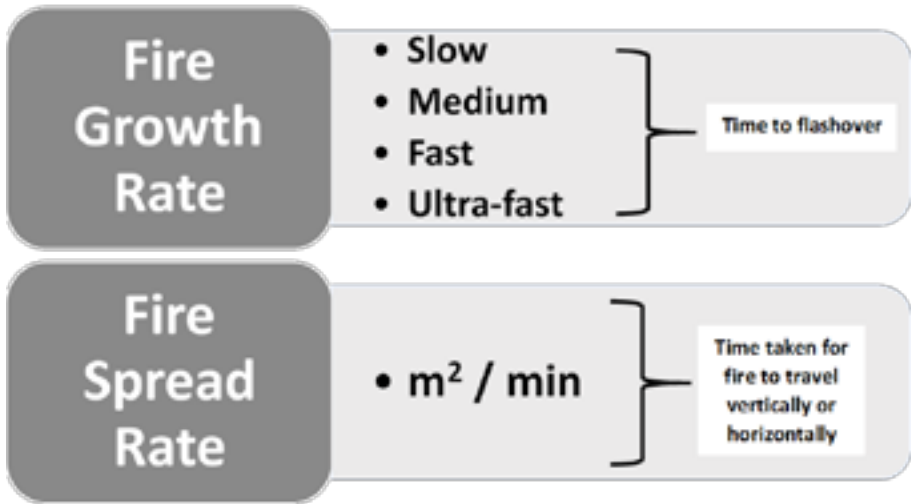 Fire
Growth
Rate
• Slow
• Medium
• Fast
• Ultra-fast
Time to flashover
Fire
Spread
Rate
• m² / min
Time taken for
fire to travel
vertically or
horizontally